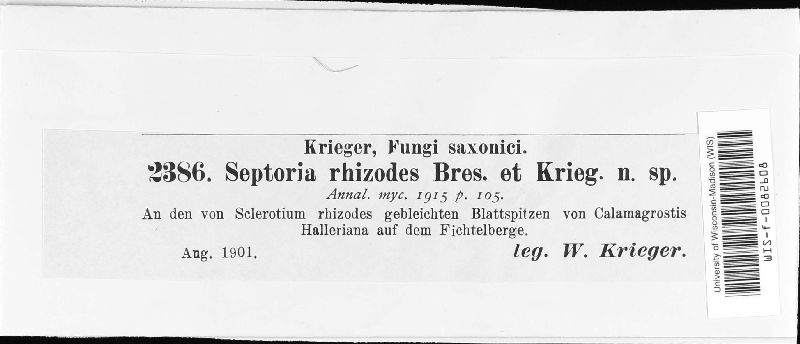 Krieger, Fungi saxonici.
2386. Septoria rhizodes Bres. et Krieg. n. sp.
Annal. myc. 1915 p. 105.
An den von Sclerotium rhizodes gebleichten Blattspitzen von Calamagrostis
Halleriana auf dem Fichtelberge.
Aug. 1901.
leg. W. Krieger.
University of Wisconsin-Madison (WIS)
WIS-f-0082608